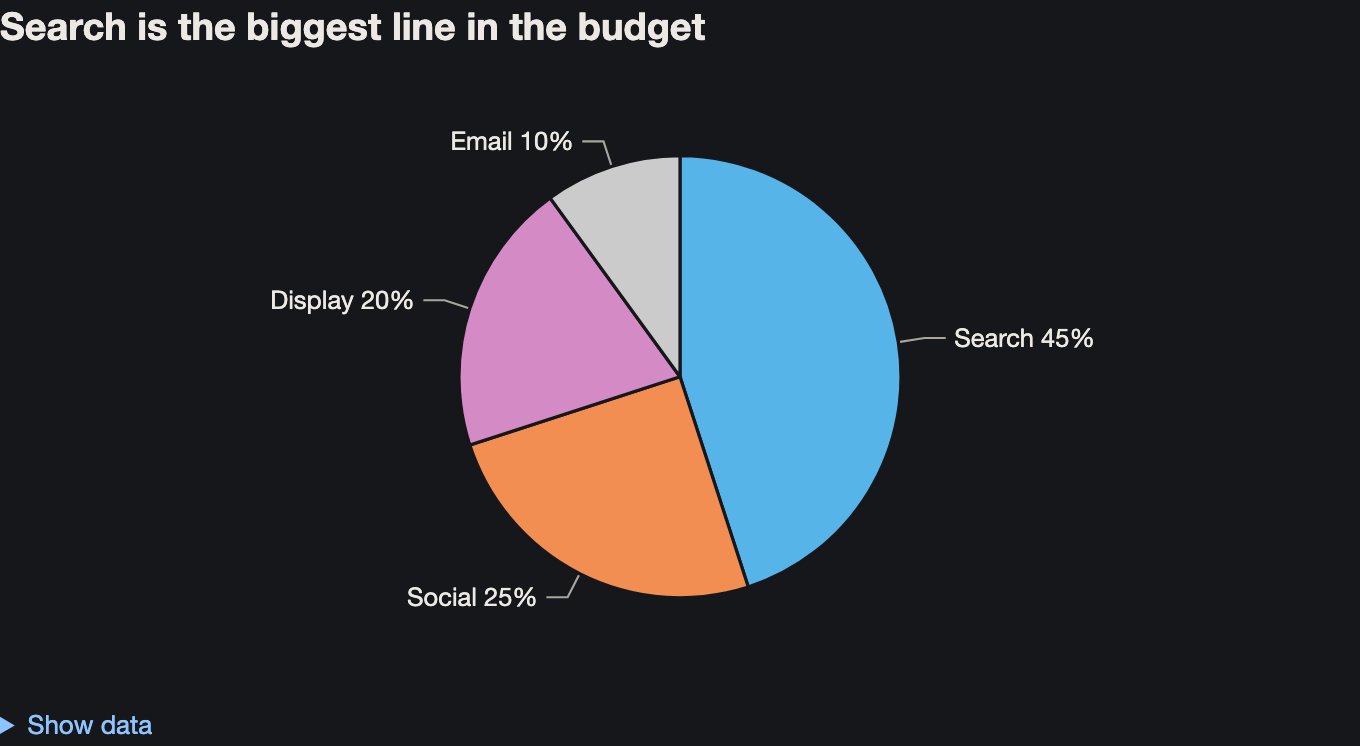 Search is the biggest line in the budget
Email 10%
Display 20%
Search 45%
Social 25%
Show data